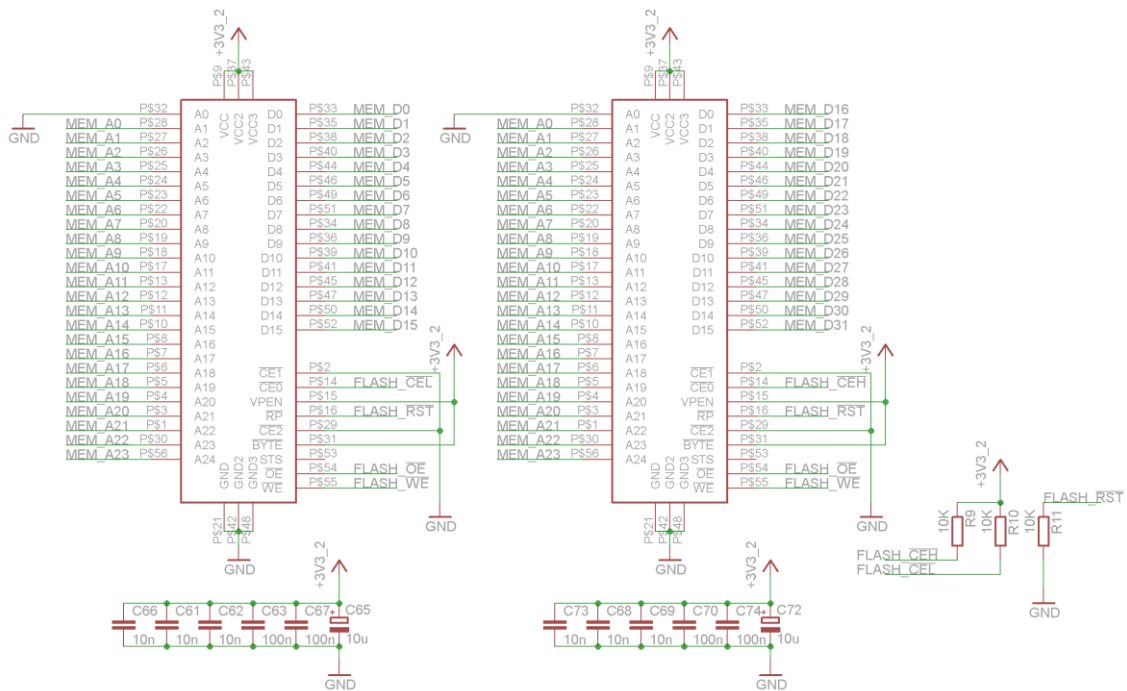 +3V3_2 +3V3_2
P$9 P$37 P$43 P$9 P$37 P$43
P$32 A0 VCC VCC2 VCC3 D0 P$33 MEM_D0 P$32 A0 VCC VCC2 VCC3 D0 P$33 MEM_D16
GND MEM_A0 P$28 A1 D1 P$35 MEM_D1 GND MEM_A0 P$28 A1 D1 P$35 MEM_D17
MEM_A1 P$27 A2 D2 P$38 MEM_D2 MEM_A1 P$27 A2 D2 P$38 MEM_D18
MEM_A2 P$26 A3 D3 P$40 MEM_D3 MEM_A2 P$26 A3 D3 P$40 MEM_D19
MEM_A3 P$25 A4 D4 P$44 MEM_D4 MEM_A3 P$25 A4 D4 P$44 MEM_D20
MEM_A4 P$24 A5 D5 P$46 MEM_D5 MEM_A4 P$24 A5 D5 P$46 MEM_D21
MEM_A5 P$23 A6 D6 P$49 MEM_D6 MEM_A5 P$23 A6 D6 P$49 MEM_D22
MEM_A6 P$22 A7 D7 P$51 MEM_D7 MEM_A6 P$22 A7 D7 P$51 MEM_D23
MEM_A7 P$20 A8 D8 P$34 MEM_D8 MEM_A7 P$20 A8 D8 P$34 MEM_D24
MEM_A8 P$19 A9 D9 P$36 MEM_D9 MEM_A8 P$19 A9 D9 P$36 MEM_D25
MEM_A9 P$18 A10 D10 P$39 MEM_D10 MEM_A9 P$18 A10 D10 P$39 MEM_D26
MEM_A10 P$17 A11 D11 P$41 MEM_D11 MEM_A10 P$17 A11 D11 P$41 MEM_D27
MEM_A11 P$13 A12 D12 P$45 MEM_D12 MEM_A11 P$13 A12 D12 P$45 MEM_D28
MEM_A12 P$12 A13 D13 P$47 MEM_D13 MEM_A12 P$12 A13 D13 P$47 MEM_D29
MEM_A13 P$11 A14 D14 P$50 MEM_D14 MEM_A13 P$11 A14 D14 P$50 MEM_D30
MEM_A14 P$10 A15 D15 P$52 MEM_D15 MEM_A14 P$10 A15 D15 P$52 MEM_D31
MEM_A15 P$8 A16 +3V3_2 MEM_A15 P$8 A16 +3V3_2
MEM_A16 P$7 A17 MEM_A16 P$7 A17
MEM_A17 P$6 A18 CE1 P$2 MEM_A17 P$6 A18 CE1 P$2
MEM_A18 P$5 A19 CE0 P$14 FLASH_CEL MEM_A18 P$5 A19 CE0 P$14 FLASH_CEH
MEM_A19 P$4 A20 VPEN P$15 MEM_A19 P$4 A20 VPEN P$15
MEM_A20 P$3 A21 RP P$16 FLASH_RST MEM_A20 P$3 A21 RP P$16 FLASH_RST
MEM_A21 P$1 A22 CE2 P$29 MEM_A21 P$1 A22 CE2 P$29
MEM_A22 P$30 A23 BYTE P$31 MEM_A22 P$30 A23 BYTE P$31
MEM_A23 P$56 A24 STS P$53 MEM_A23 P$56 A24 STS P$53
GND GND2 GND3 OE P$54 FLASH_OE GND GND2 GND3 OE P$54 FLASH_OE
WE P$55 FLASH_WE WE P$55 FLASH_WE
P$21 P$42 P$48 GND P$21 P$42 P$48 GND
GND GND
+3V3_2 FLASH_RST
10K R9 10K R10 10K R11
FLASH_CEH
FLASH_CEL
GND
+3V3_2 +3V3_2
C66 C61 C62 C63 C67 + C65 C73 C68 C69 C70 C74 + C72
10n 10n 10n 100n 100n 10u 10n 10n 10n 100n 100n 10u
GND GND